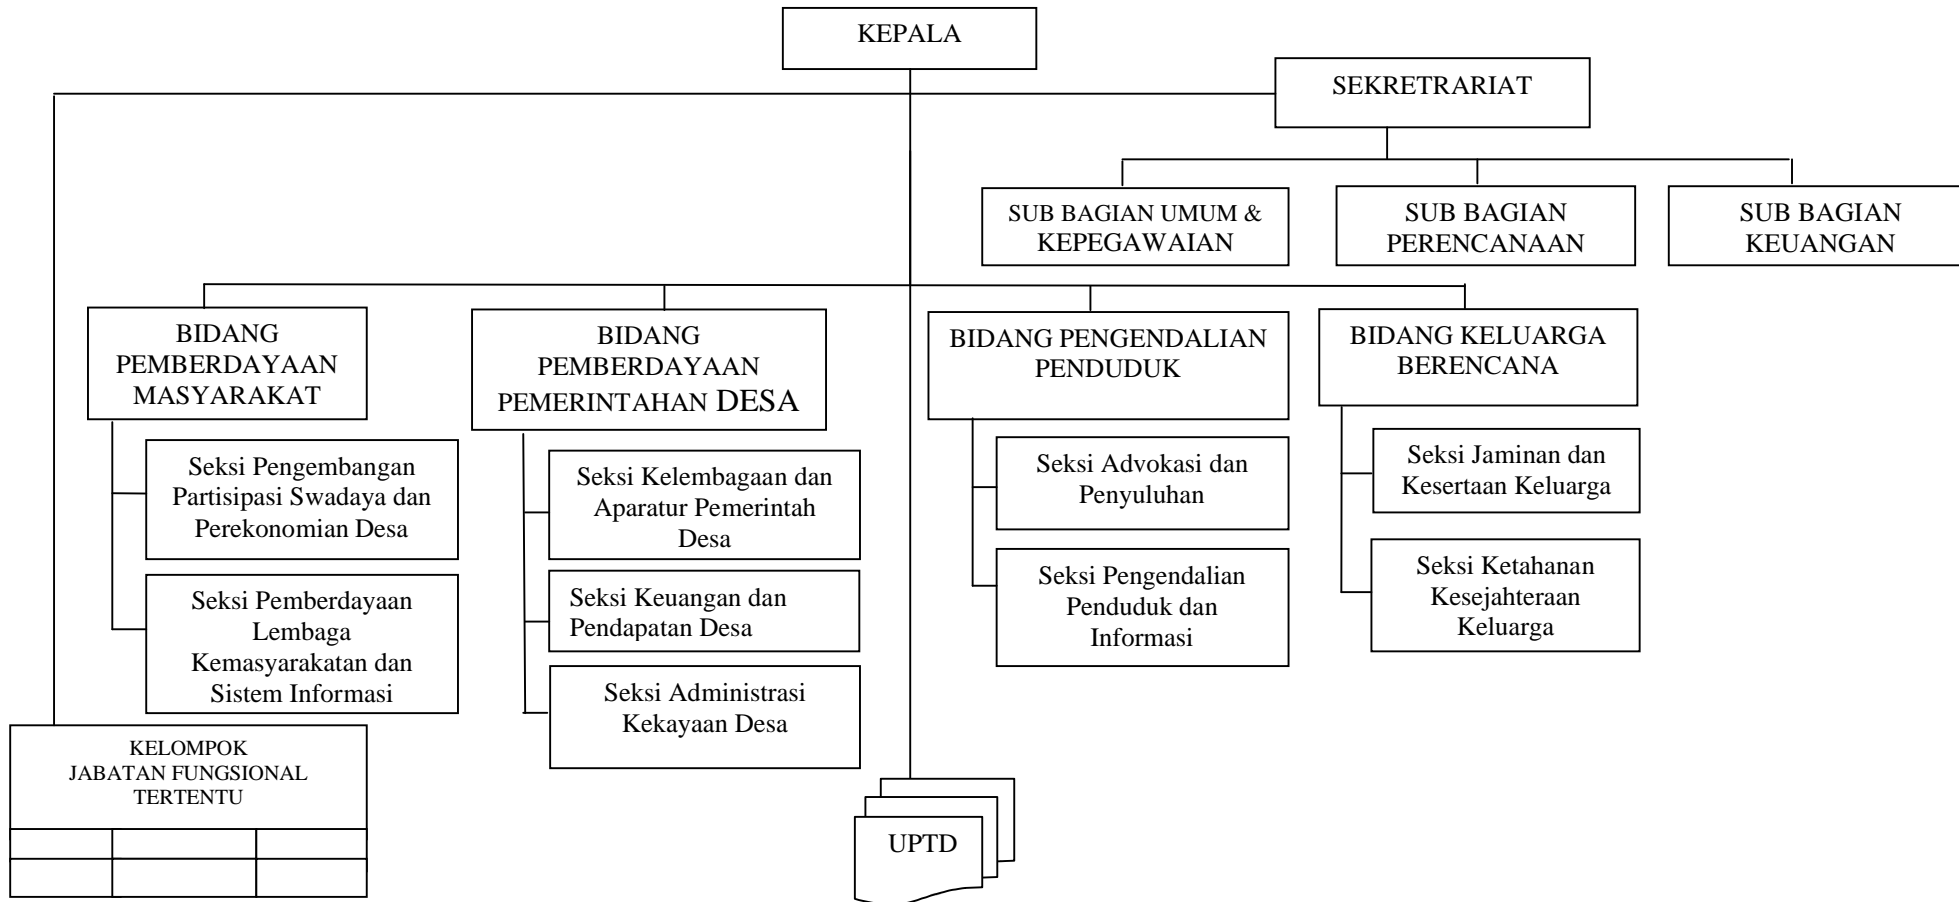 KEPALA
SEKRETRARIAT
SUB BAGIAN UMUM &
KEPEGAWAIAN
SUB BAGIAN
PERENCANAAN
SUB BAGIAN
KEUANGAN
BIDANG
PEMBERDAYAAN
MASYARAKAT
BIDANG
PEMBERDAYAAN
PEMERINTAHAN DESA
BIDANG PENGENDALIAN
PENDUDUK
BIDANG KELUARGA
BERENCANA
Seksi Pengembangan
Partisipasi Swadaya dan
Perekonomian Desa
Seksi Pemberdayaan
Lembaga
Kemasyarakatan dan
Sistem Informasi
Seksi Kelembagaan dan
Aparatur Pemerintah
Desa
Seksi Keuangan dan
Pendapatan Desa
Seksi Administrasi
Kekayaan Desa
Seksi Advokasi dan
Penyuluhan
Seksi Pengendalian
Penduduk dan
Informasi
Seksi Jaminan dan
Kesertaan Keluarga
Seksi Ketahanan
Kesejahteraan
Keluarga
KELOMPOK
JABATAN FUNGSIONAL
TERTENTU
UPTD